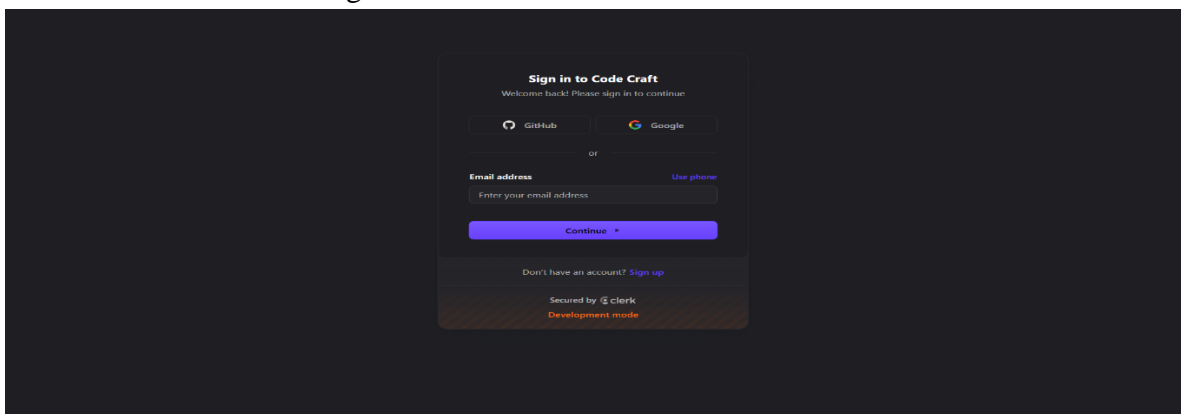 Sign in to Code Craft
Welcome back! Please sign in to continue
GitHub Google
or
Email address Use phone
Enter your email address
Continue
Don't have an account? Sign up
Secured by clerk
Development mode